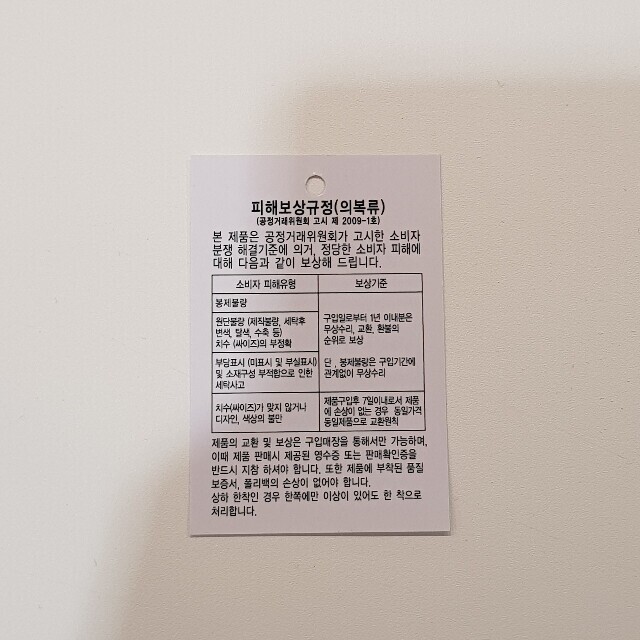 피해보상규정(의복류)
(공정거래위원회 고시 제 2009-1호)
본 제품은 공정거래위원회가 고시한 소비자
분쟁 해결기준에 의거, 정당한 소비자 피해에
대해 다음과 같이 보상해 드립니다.
소비자 피해유형
보상기준
봉제불량
원단불량 (제작불량, 세탁후
변색, 탈색, 수축 등)
치수 (싸이즈)의 부정확
부당표시 (미표시 및 부실표시)
및 소재구성 부적합으로 인한
세탁사고
구입일로부터 1년 이내분은
무상수리, 교환, 환불의
순위로 보상
단, 봉제불량은 구입기간에
관계없이 무상수리
치수(싸이즈)가 맞지 않거나
디자인, 색상의 불만
제품구입후 7일이내로서 제품
에 손상이 없는 경우 동일가격
동일제품으로 교환원칙
제품의 교환 및 보상은 구입매장을 통해서만 가능하며,
이때 제품 판매시 제공된 영수증 또는 판매확인증을
반드시 지참 하셔야 합니다. 또한 제품에 부착된 품질
보증서, 폴리백의 손상이 없어야 합니다.
상하 한착인 경우 한쪽에만 이상이 있어도 한 착으로
처리합니다.